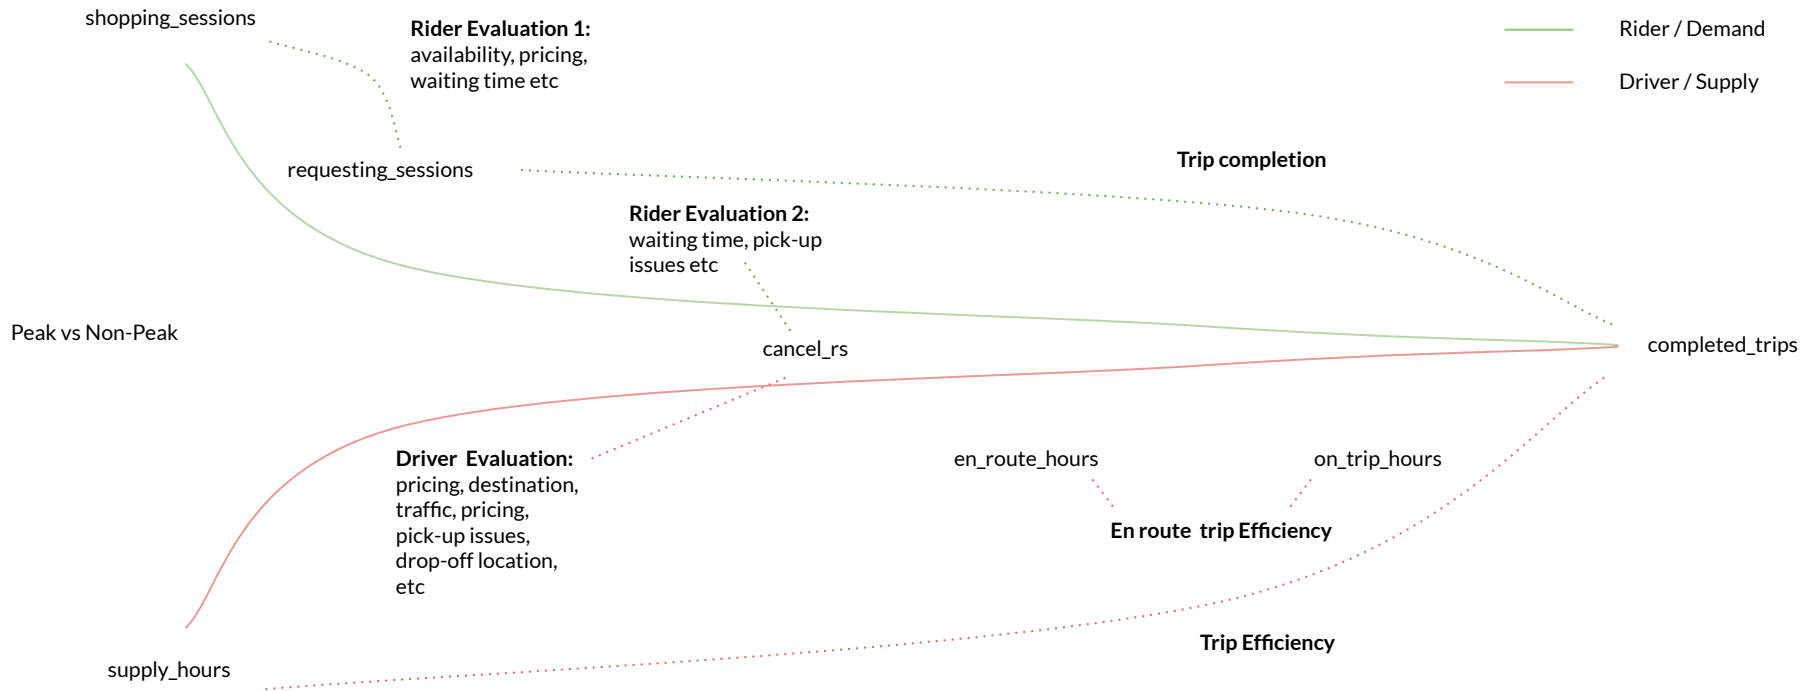 shopping_sessions
Rider Evaluation 1:
availability, pricing,
waiting time etc
Rider / Demand
Driver / Supply
requesting_sessions
Trip completion
Rider Evaluation 2:
waiting time, pick-up
issues etc
Peak vs Non-Peak
cancel_rs
completed_trips
Driver  Evaluation:
pricing, destination,
traffic, pricing,
pick-up issues,
drop-off location,
etc
en_route_hours
on_trip_hours
En route  trip Efficiency
Trip Efficiency
supply_hours